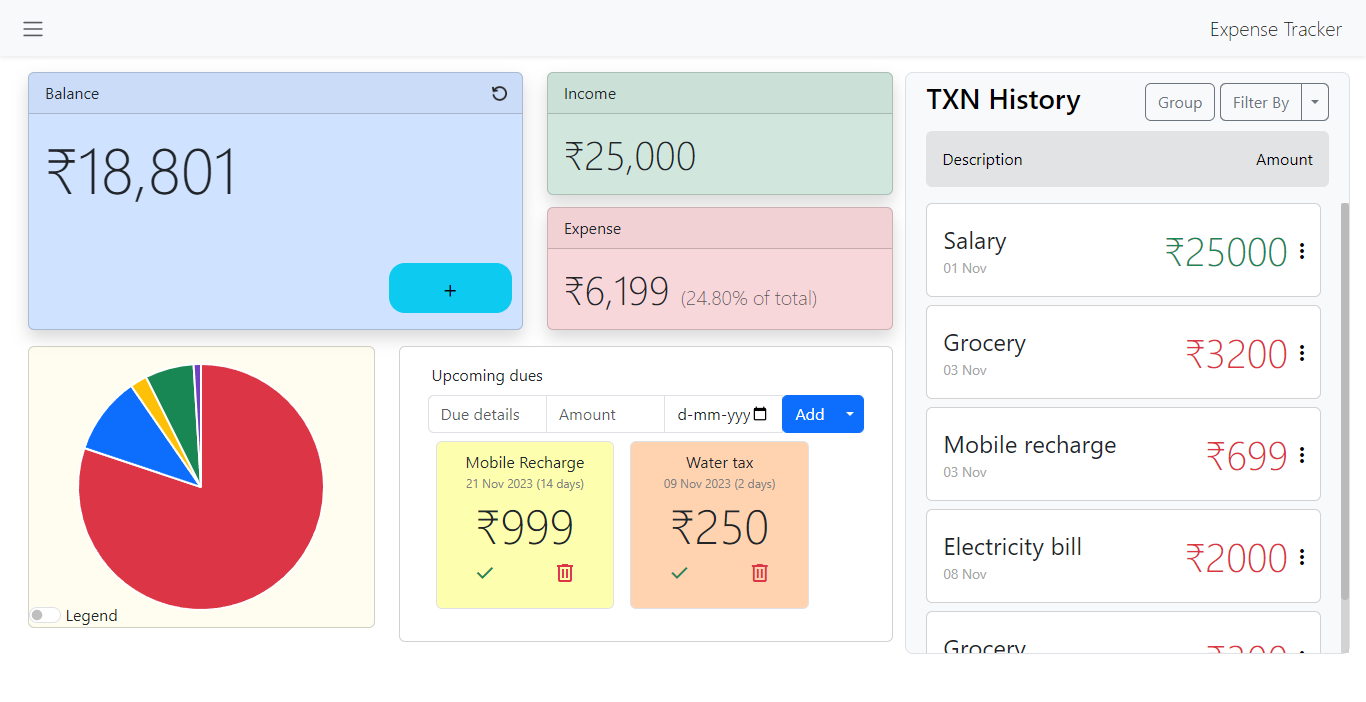 Expense Tracker
Balance
₹18,801
+
Income
₹25,000
Expense
₹6,199 (24.80% of total)
Legend
Upcoming dues
Due details Amount d-mm-yyy Add
Mobile Recharge
21 Nov 2023 (14 days)
₹999
Water tax
09 Nov 2023 (2 days)
₹250
TXN History Group Filter By
Description Amount
Salary ₹25000
01 Nov
Grocery ₹3200
03 Nov
Mobile recharge ₹699
03 Nov
Electricity bill ₹2000
08 Nov
Grocery ₹300